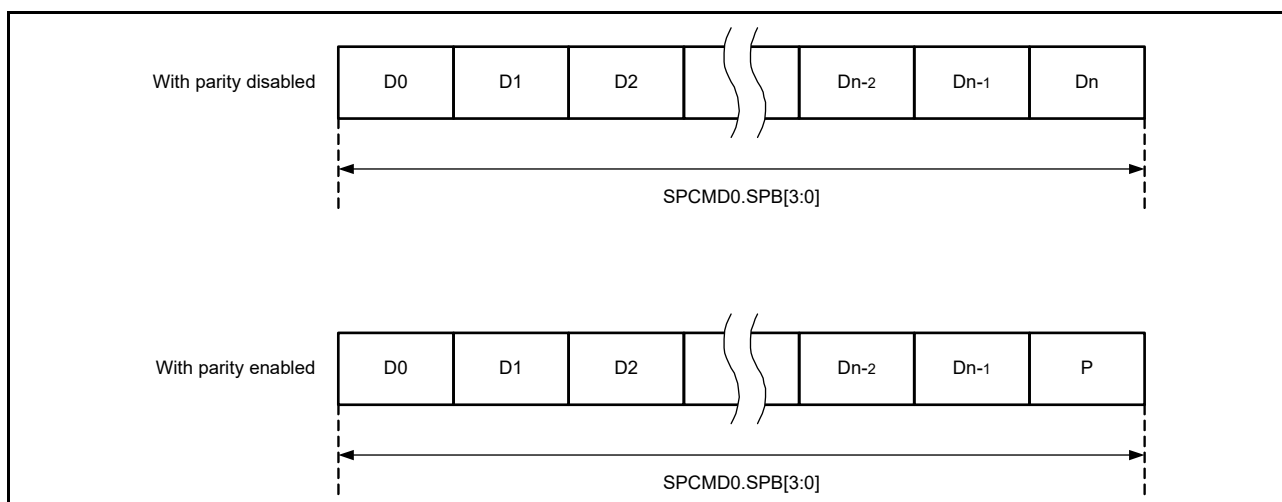 With parity disabled D0 D1 D2 Dn-2 Dn-1 Dn
SPCMD0.SPB[3:0]
With parity enabled D0 D1 D2 Dn-2 Dn-1 P
SPCMD0.SPB[3:0]